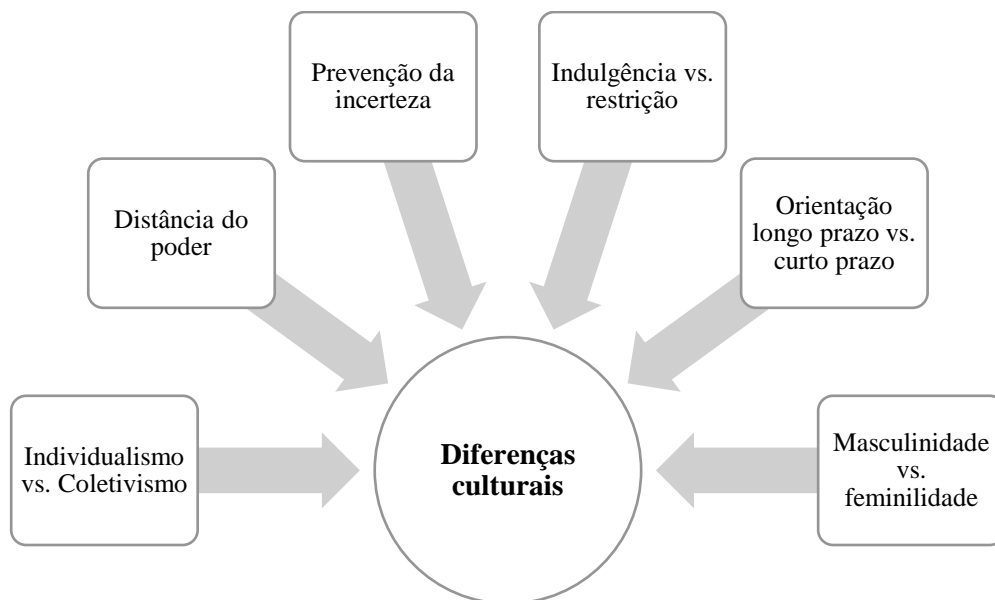 Individualismo
vs. Coletivismo
Distância do
poder
Prevenção da
incerteza
Indulgência vs.
restrição
Orientação
longo prazo vs.
curto prazo
Masculinidade
vs.
feminilidade
Diferenças
culturais